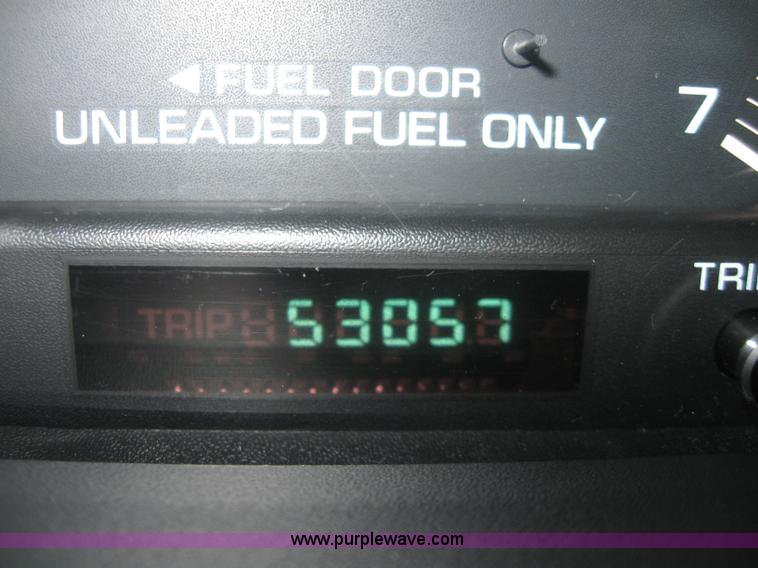 ◄ FUEL DOOR
UNLEADED FUEL ONLY
7
TRI
TRIP 53057
www.purplewave.com